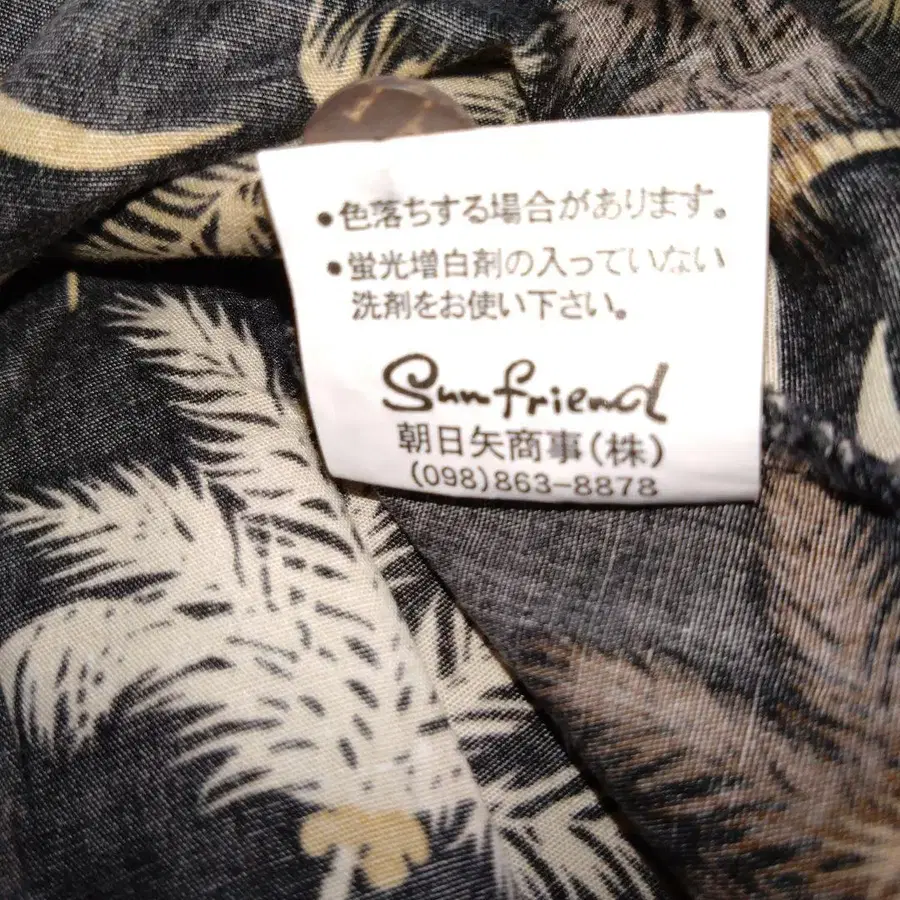 ●色落ちする場合があります。
●蛍光増白剤の入っていない
洗剤をお使い下さい。
Sunfriend
朝日矢商事(株)
(098)863-8878